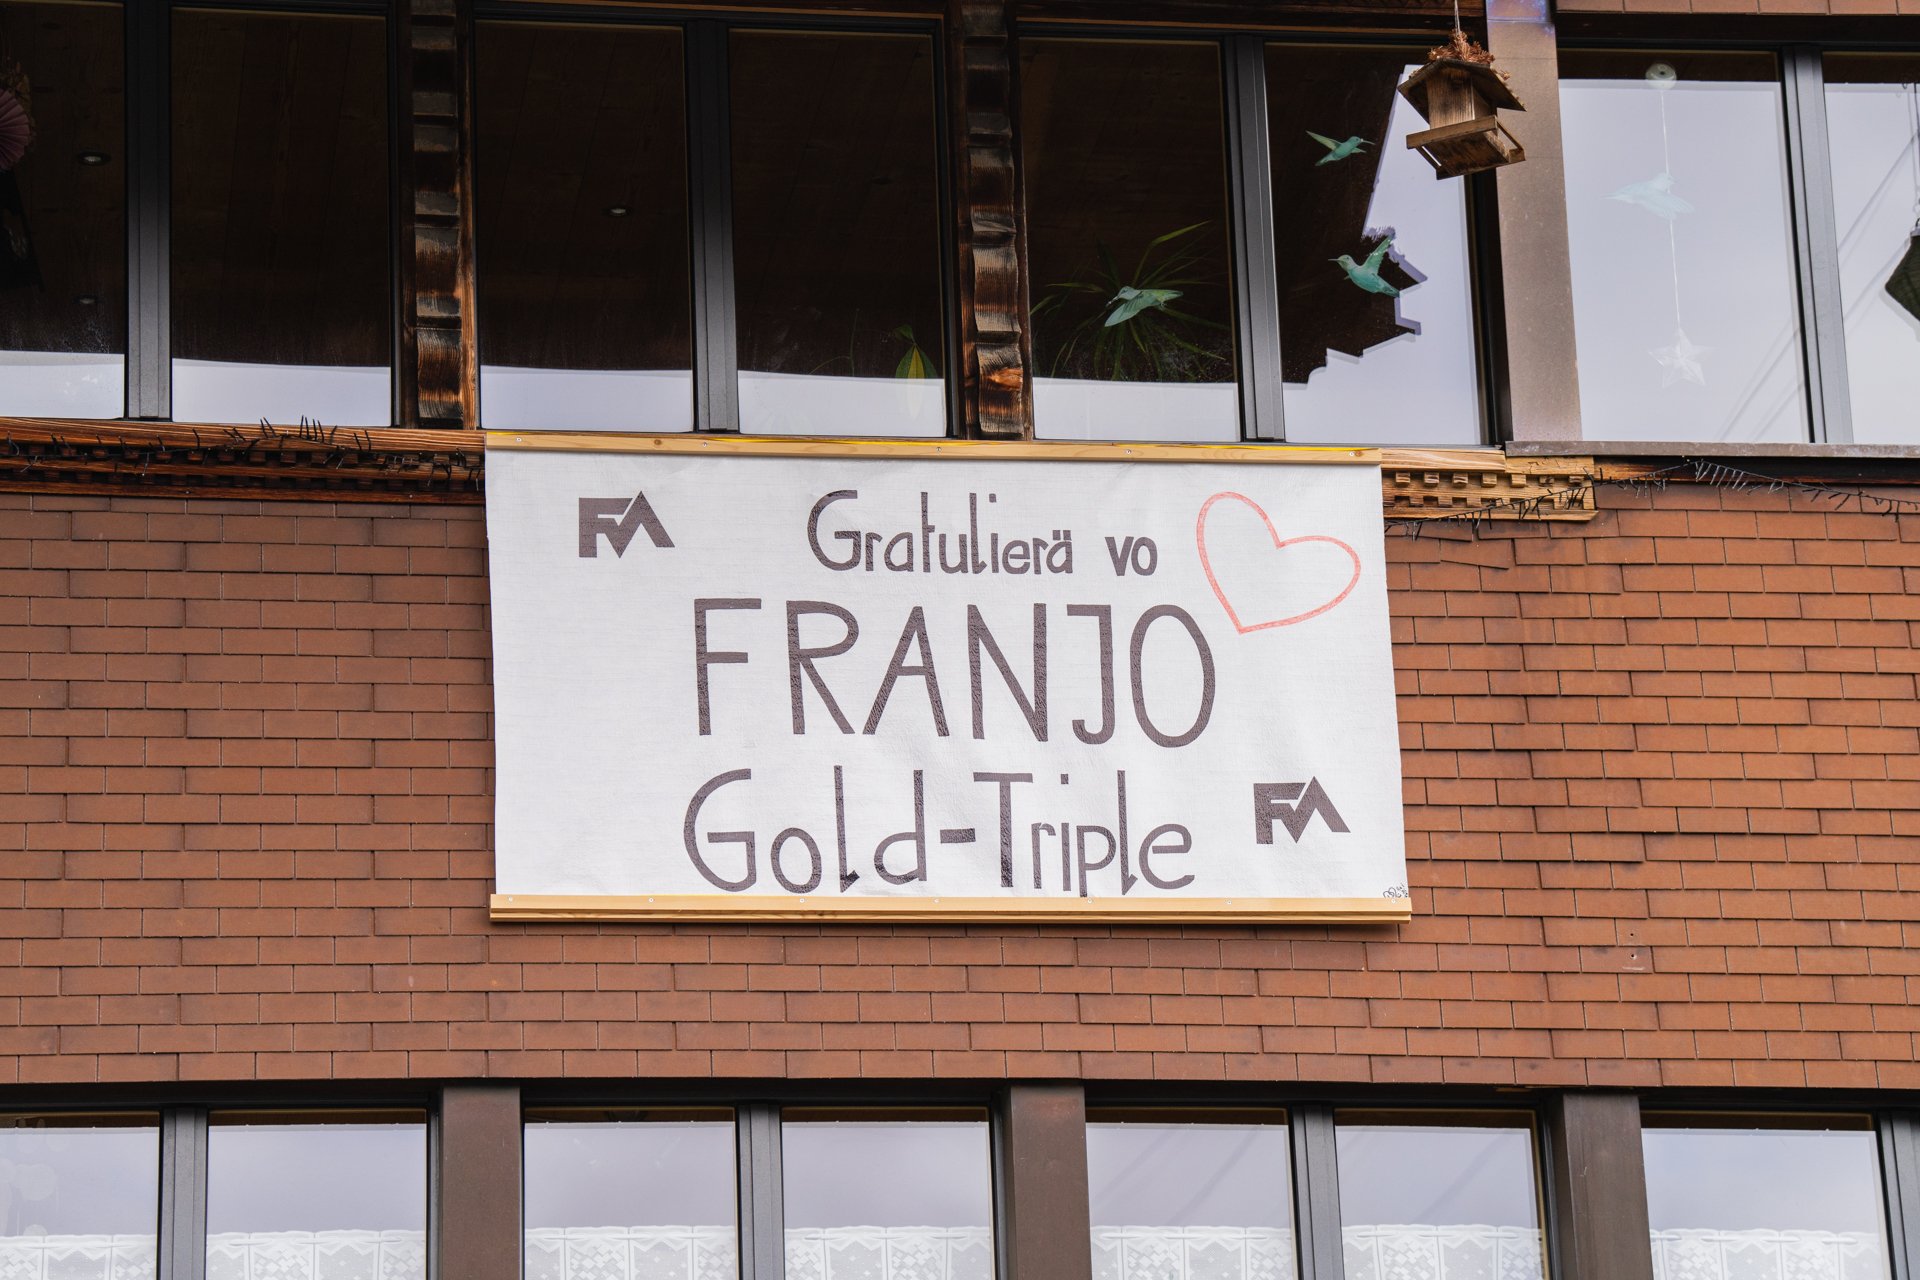 FA
Gratulierä vo
FRANJO
Gold-Triple
FA